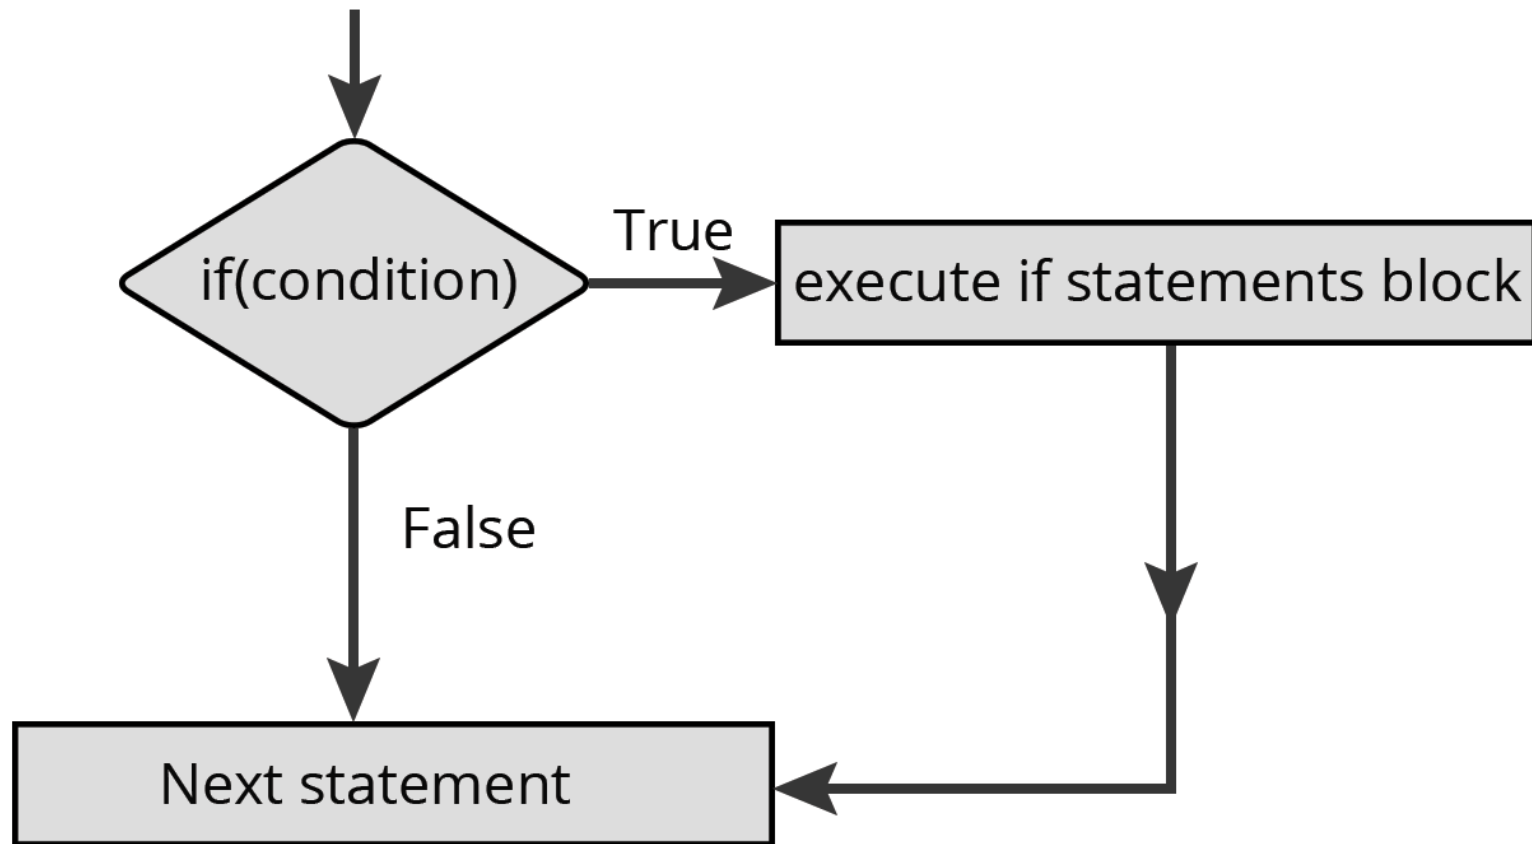 if(condition)
True
execute if statements block
False
Next statement